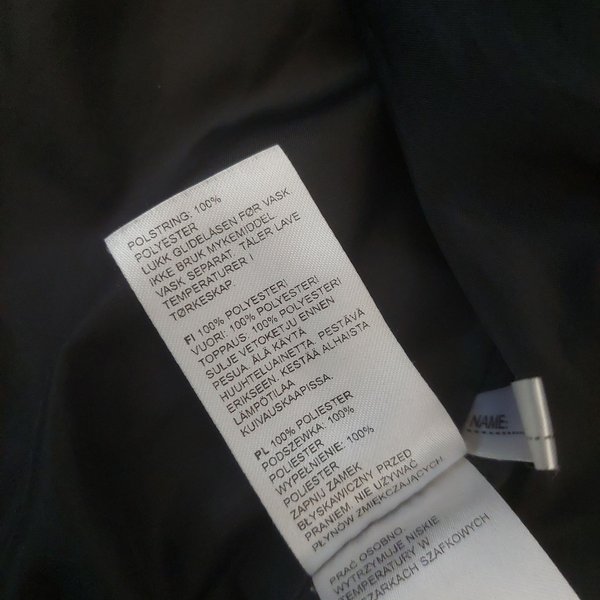 POLSTRING: 100%
POLYESTER
LUKK GLIDELÅSEN FØR VASK.
IKKE BRUK MYKEMIDDEL.
VASK SEPARAT. TÅLER LAVE
TEMPERATURER I
TØRKESKAP.
FI 100% POLYESTERI
VUORI: 100% POLYESTERI
TOPPAUS: 100% POLYESTERI
SULJE VETOKETJU ENNEN
PESUA. ÄLÄ KÄYTÄ
HUUHTELUAINETTA. PESTÄVÄ
ERIKSEEN. KESTÄÄ ALHAISTA
LÄMPÖTILAA
KUIVAUSKAAPISSA.
PL 100% POLIESTER
PODSZEWKA: 100%
POLIESTER
WYPEŁNIENIE: 100%
POLIESTER
ZAPNIJ ZAMEK
BŁYSKAWICZNY PRZED
PRANIEM. NIE UŻYWAĆ
PŁYNÓW ZMIĘKCZAJĄCYCH.
PRAĆ OSOBNO.
WYTRZYMUJE NISKIE
TEMPERATURY W
SZAFKOWYCH
NAME: